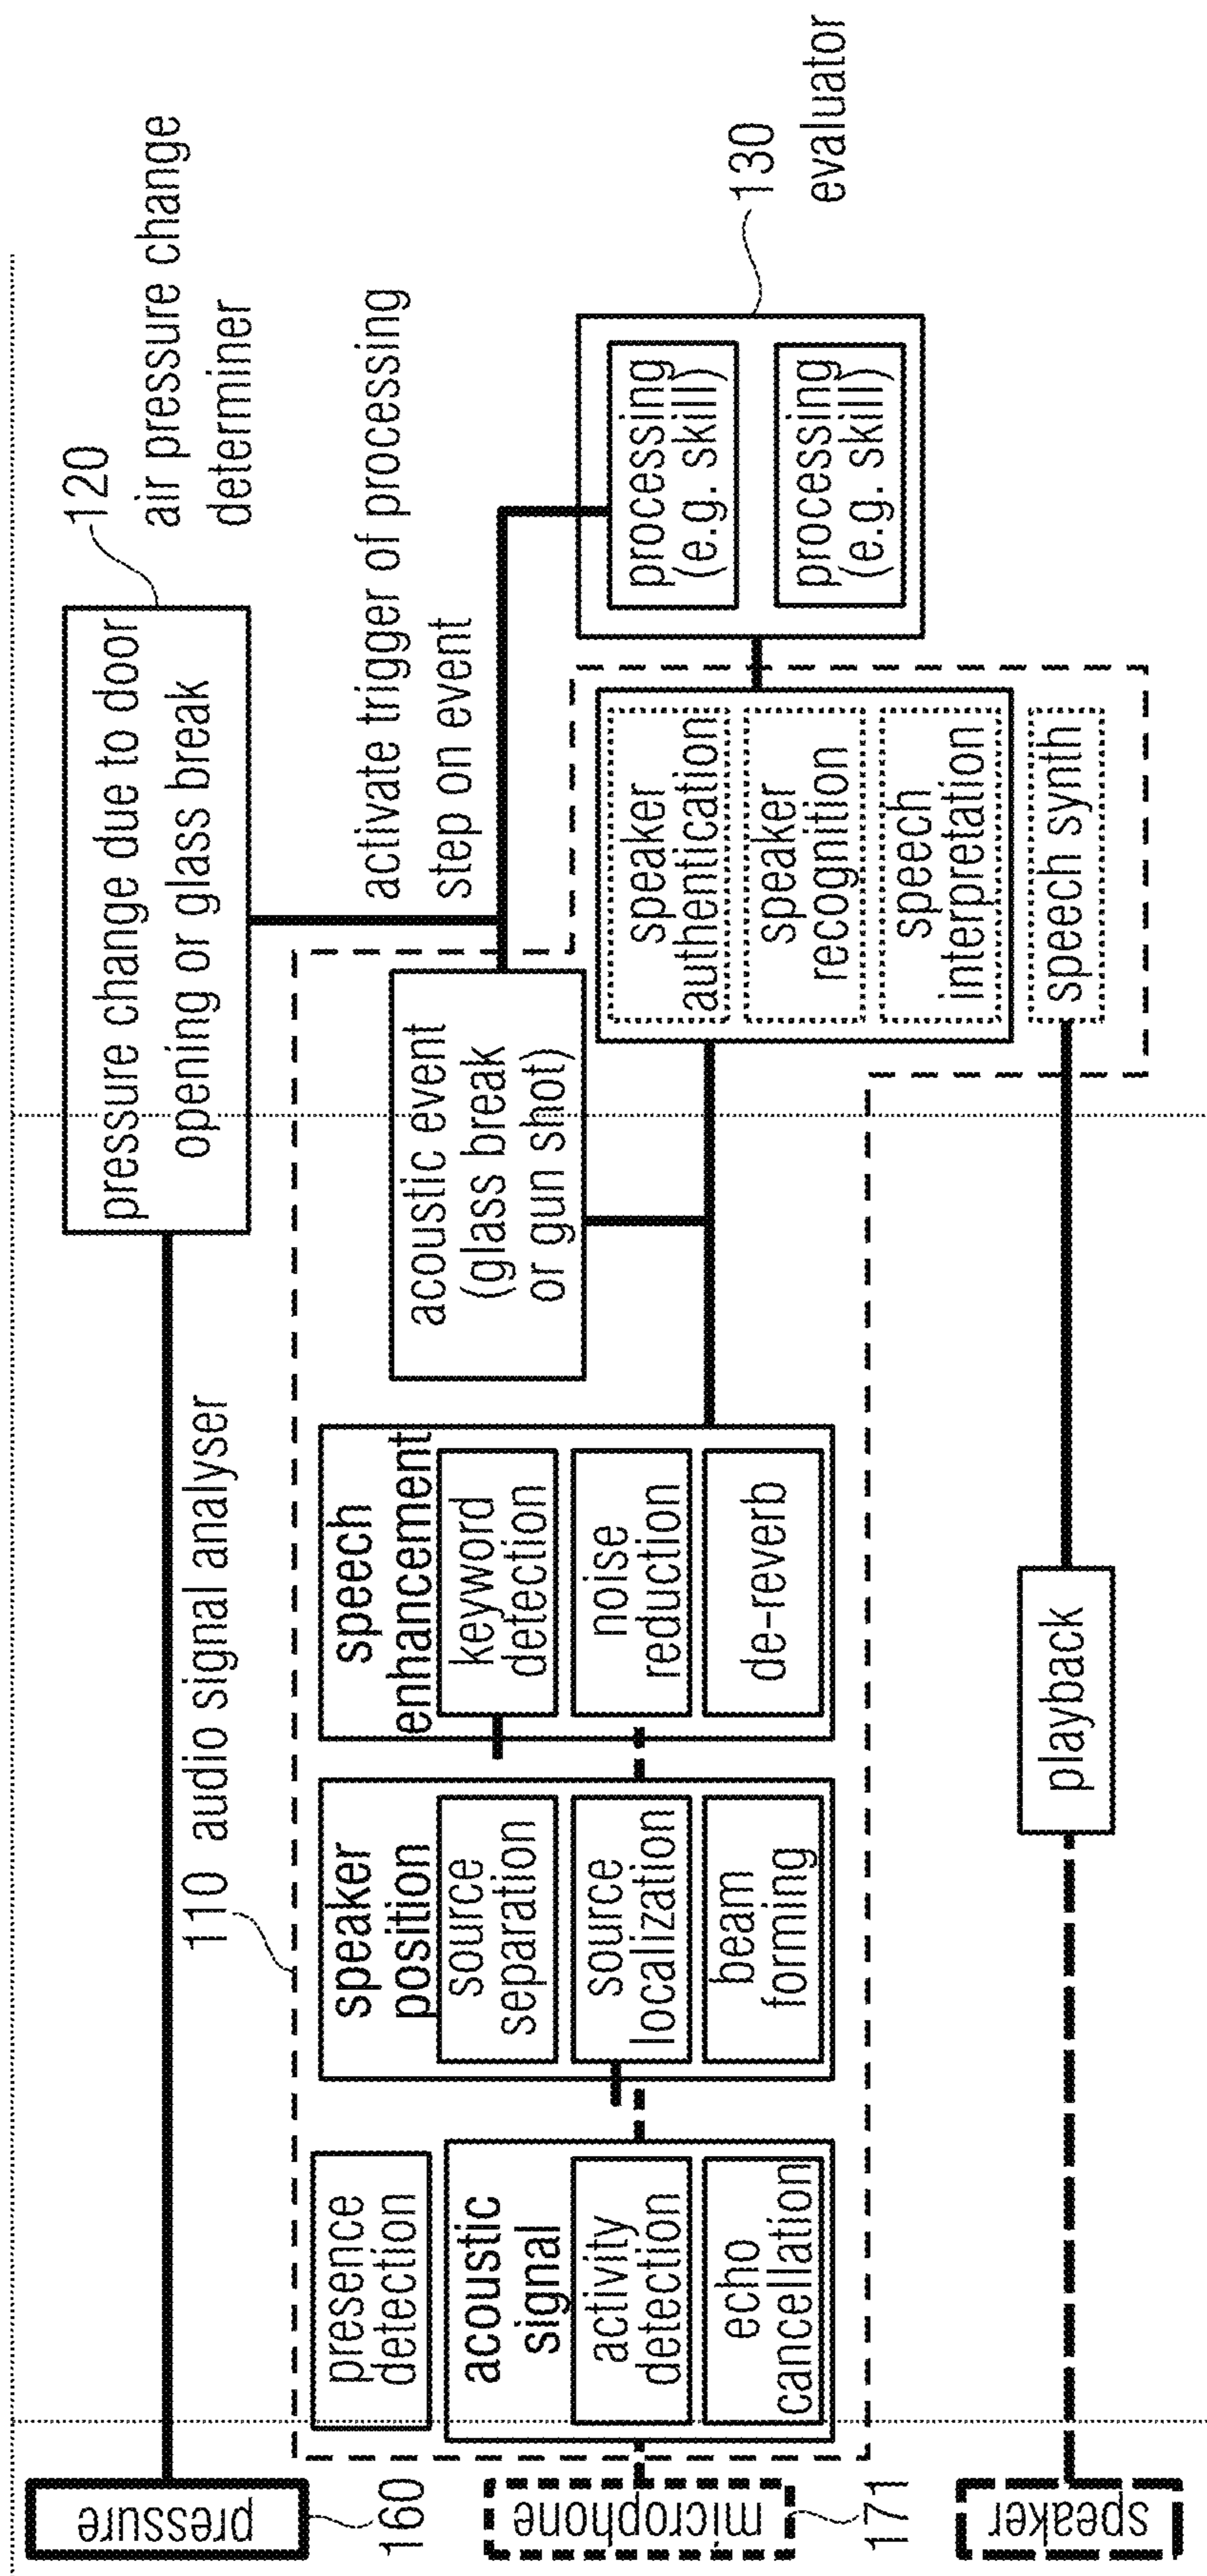 pressure
160
pressure change due to door
opening or glass break
120
air pressure change
determiner
110 audio signal analyser
activate trigger of processing
step on event
microphone
171
presence
detection
acoustic
signal
activity
detection
echo
cancellation
speaker
position
source
separation
source
localization
beam
forming
speech
enhancement
keyword
detection
noise
reduction
de-reverb
acoustic event
(glass break
or gun shot)
speaker
authentication
speaker
recognition
speech
interpretation
speech synth
processing
(e.g. skill)
processing
(e.g. skill)
130
evaluator
speaker
playback